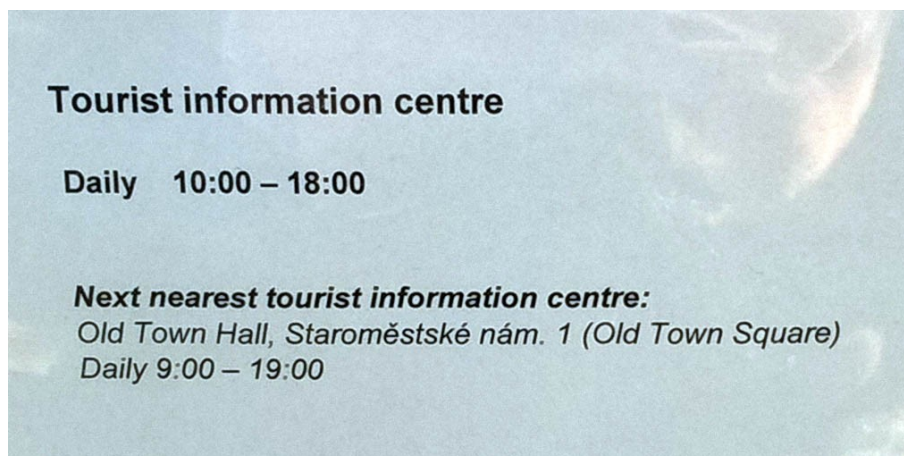 Tourist information centre
Daily 10:00 – 18:00
Next nearest tourist information centre:
Old Town Hall, Staroměstské nám. 1 (Old Town Square)
Daily 9:00 – 19:00